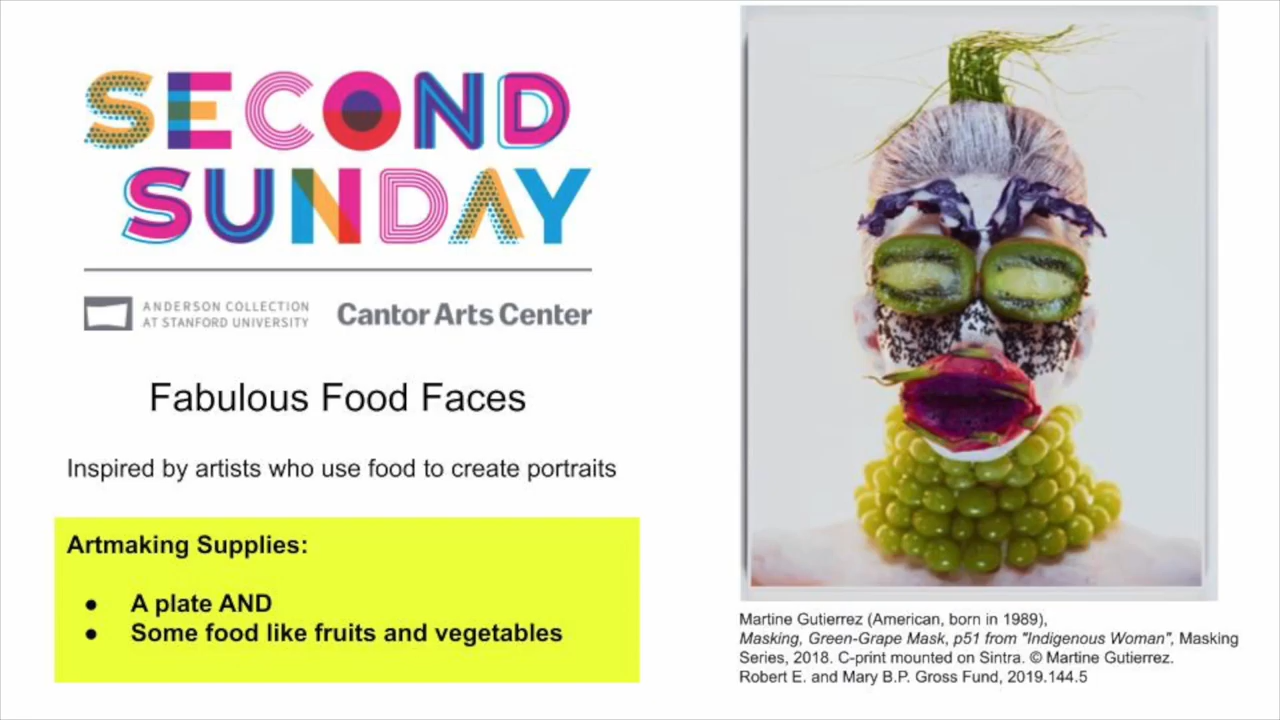 SECOND
SUNDAY
ANDERSON COLLECTION
AT STANFORD UNIVERSITY
Cantor Arts Center
Fabulous Food Faces
Inspired by artists who use food to create portraits
Artmaking Supplies:
● A plate AND
● Some food like fruits and vegetables
Martine Gutierrez (American, born in 1989),
Masking, Green-Grape Mask, p51 from "Indigenous Woman", Masking
Series, 2018. C-print mounted on Sintra. © Martine Gutierrez.
Robert E. and Mary B.P. Gross Fund, 2019.144.5